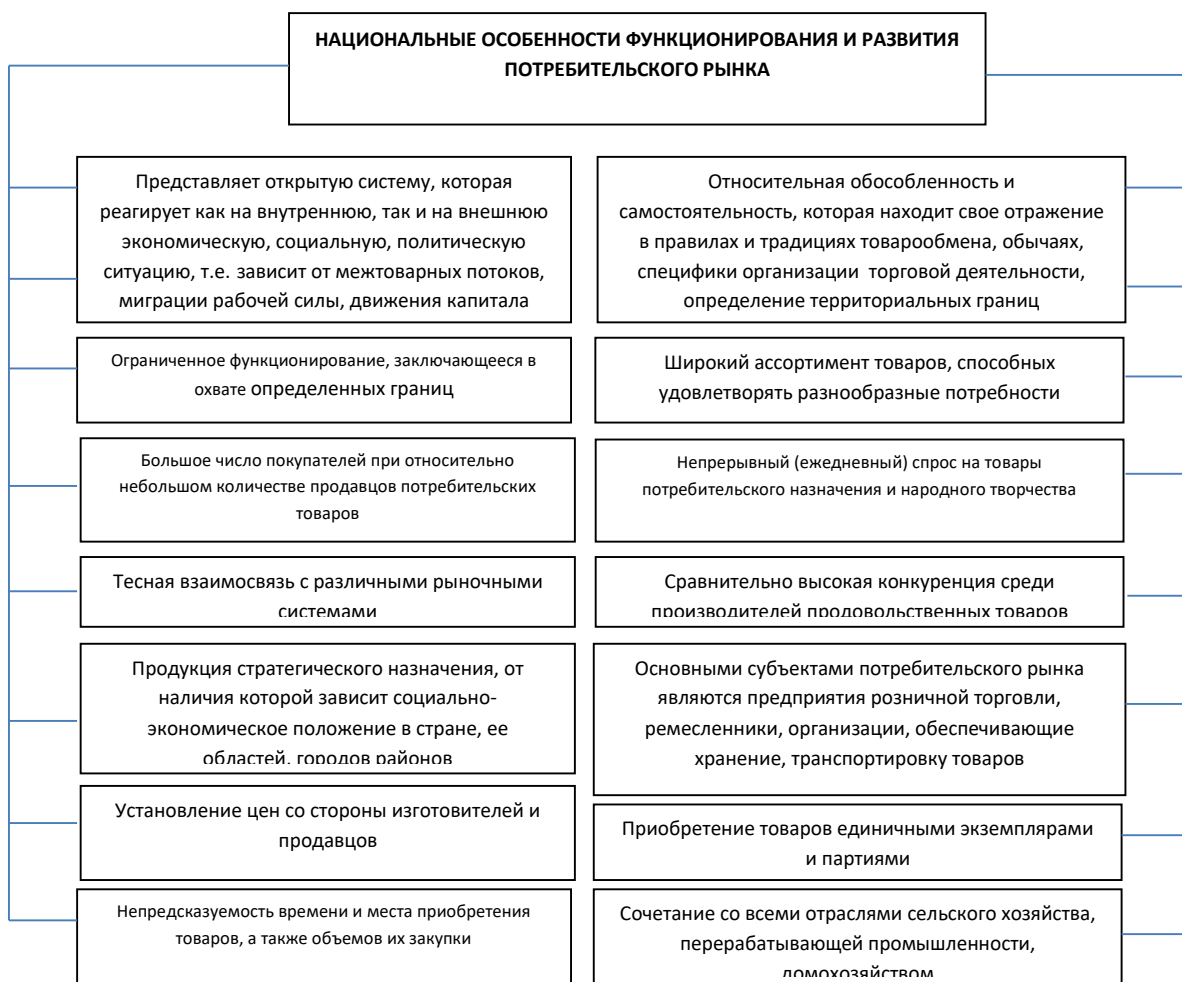 НАЦИОНАЛЬНЫЕ ОСОБЕННОСТИ ФУНКЦИОНИРОВАНИЯ И РАЗВИТИЯ
ПОТРЕБИТЕЛЬСКОГО РЫНКА
Представляет открытую систему, которая
реагирует как на внутреннюю, так и на внешнюю
экономическую, социальную, политическую
ситуацию, т.е. зависит от межтоварных потоков,
миграции рабочей силы, движения капитала
Относительная обособленность и
самостоятельность, которая находит свое отражение
в правилах и традициях товарообмена, обычаях,
специфики организации торговой деятельности,
определение территориальных границ
Ограниченное функционирование, заключающееся в
охвате определенных границ
Широкий ассортимент товаров, способных
удовлетворять разнообразные потребности
Большое число покупателей при относительно
небольшом количестве продавцов потребительских
товаров
Непрерывный (ежедневный) спрос на товары
потребительского назначения и народного творчества
Тесная взаимосвязь с различными рыночными
системами
Сравнительно высокая конкуренция среди
производителей продовольственных товаров
Продукция стратегического назначения, от
наличия которой зависит социально-
экономическое положение в стране, ее
областей, городов районов
Основными субъектами потребительского рынка
являются предприятия розничной торговли,
ремесленники, организации, обеспечивающие
хранение, транспортировку товаров
Установление цен со стороны изготовителей и
продавцов
Приобретение товаров единичными экземплярами
и партиями
Непредсказуемость времени и места приобретения
товаров, а также объемов их закупки
Сочетание со всеми отраслями сельского хозяйства,
перерабатывающей промышленности,
домохозяйством